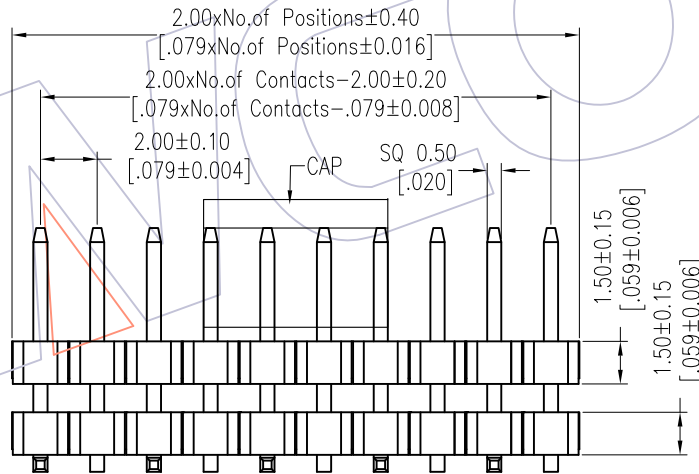 2.00xNo.of Positions±0.40
[.079xNo.of Positions±0.016]
2.00xNo.of Contacts-2.00±0.20
[.079xNo.of Contacts-.079±0.008]
2.00±0.10
[.079±0.004]
CAP
SQ 0.50
[.020]
1.50±0.15
[.059±0.006]
1.50±0.15
[.059±0.006]